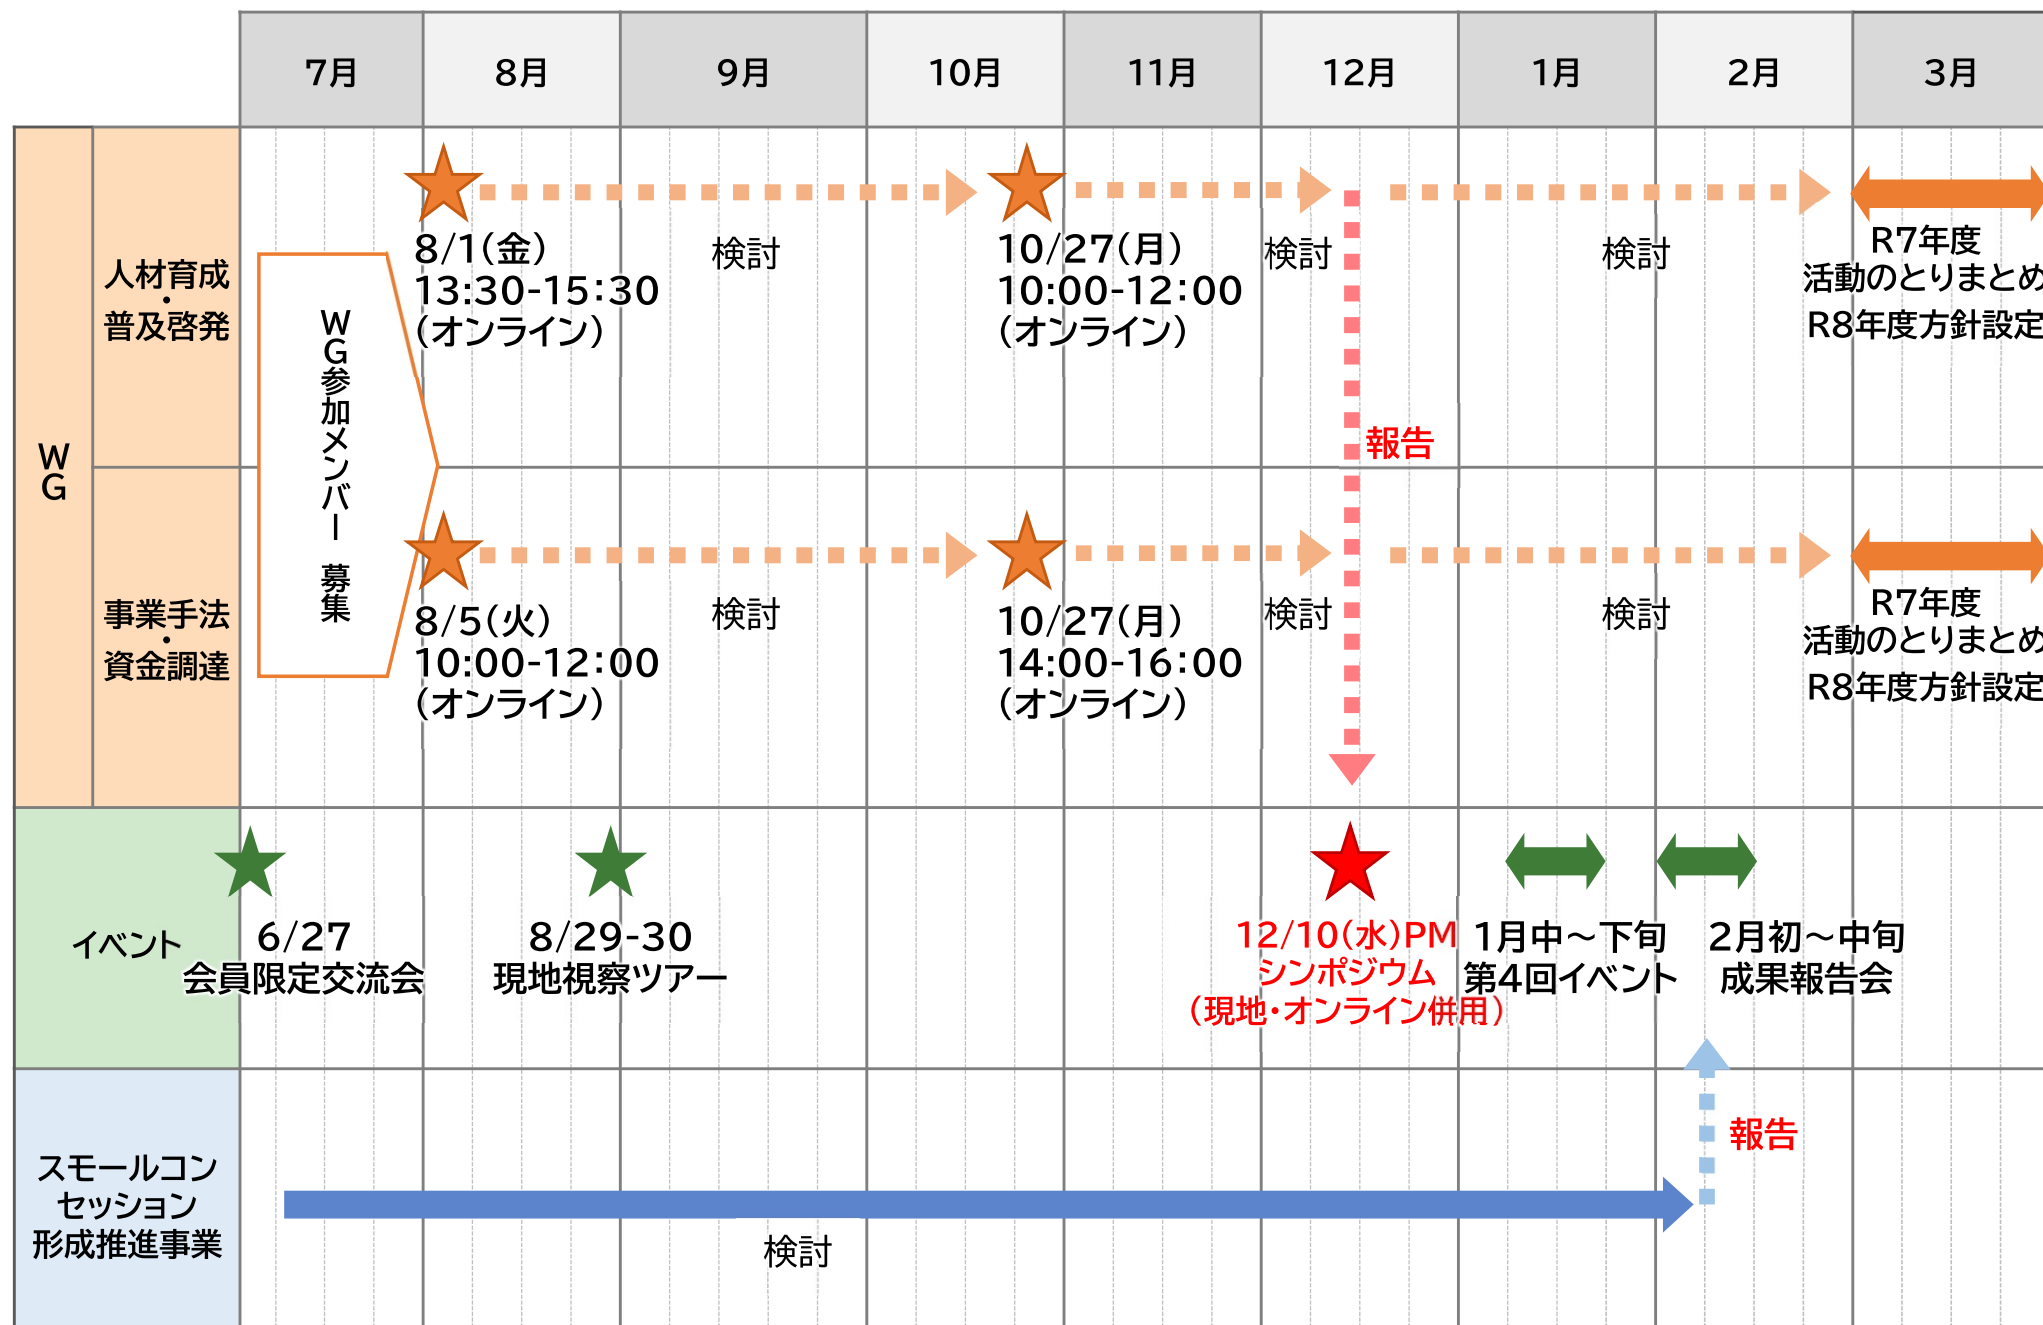 7月
8月
9月
10月
11月
12月
1月
2月
3月
WG
人材育成
・
普及啓発
WG参加メンバー 募集
8/1(金)
13:30-15:30
(オンライン)
検討
10/27(月)
10:00-12:00
(オンライン)
検討
報告
検討
R7年度
活動のとりまとめ
R8年度方針設定
事業手法
・
資金調達
8/5(火)
10:00-12:00
(オンライン)
検討
10/27(月)
14:00-16:00
(オンライン)
検討
検討
R7年度
活動のとりまとめ
R8年度方針設定
イベント
6/27
会員限定交流会
8/29-30
現地視察ツアー
12/10(水)PM
シンポジウム
(現地・オンライン併用)
1月中～下旬
第4回イベント
2月初～中旬
成果報告会
スモールコン
セッション
形成推進事業
検討
報告